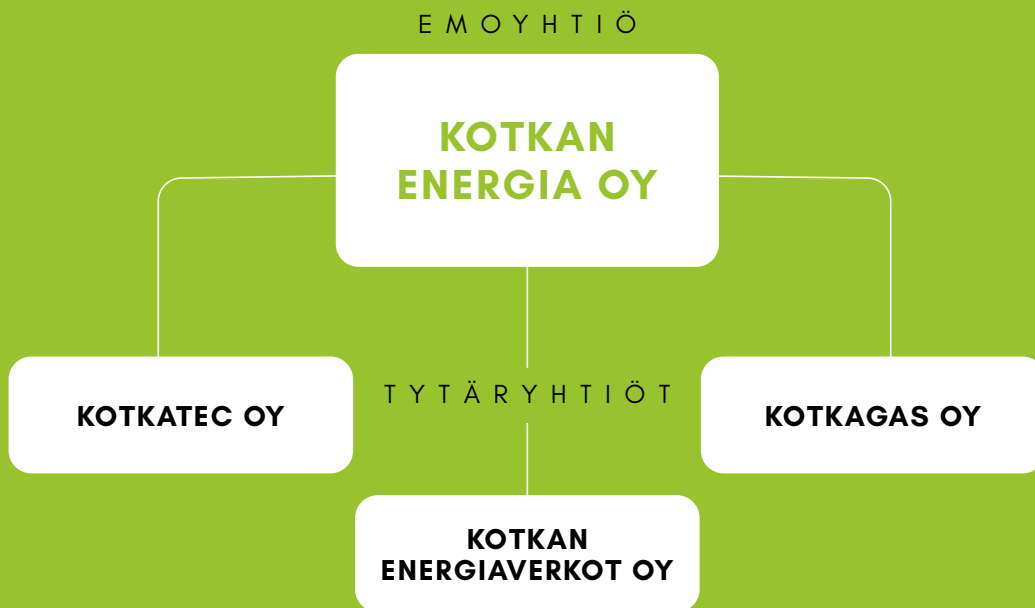 EMOYHTIÖ
KOTKAN
ENERGIA OY
KOTKATEC OY
TYTÄRYHTIÖT
KOTKAGAS OY
KOTKAN
ENERGIAVERKOT OY